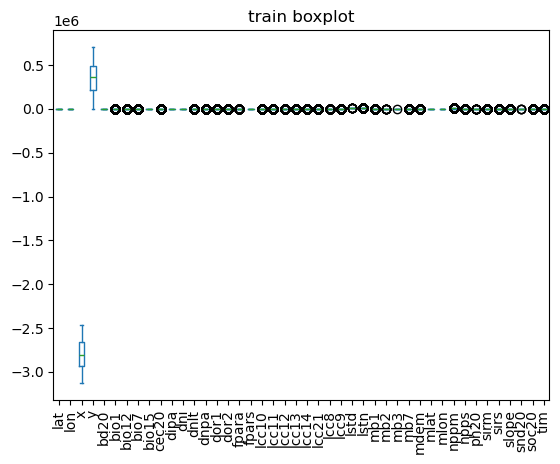 train boxplot
1e6
0.5
0.0
−0.5
−1.0
−1.5
−2.0
−2.5
−3.0
lat
lon
x
y
bd20
bio1
bio12
bio7
bio15
cec20
dipa
dni
dnlt
dnpa
dor1
dor2
fpara
fpars
lcc10
lcc11
lcc12
lcc13
lcc14
lcc21
lcc8
lcc9
lstd
lstn
mb1
mb2
mb3
mb7
mdem
mlat
mlon
nppm
npps
ph20
sirm
sirs
slope
snd20
soc20
tim